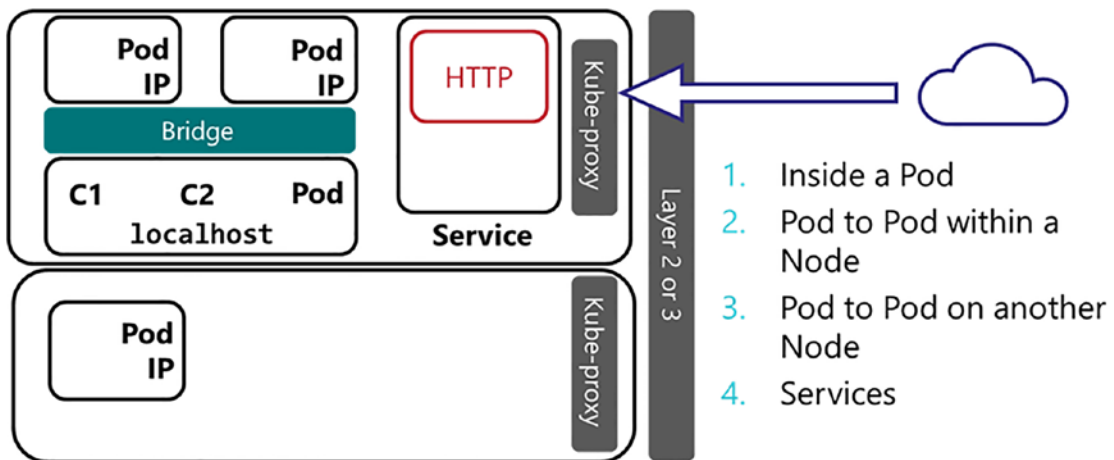 Pod
IP
Pod
IP
Bridge
C1 C2 Pod
localhost
HTTP
Service
Kube-proxy
Pod
IP
Kube-proxy
Layer 2 or 3
1. Inside a Pod
2. Pod to Pod within a
Node
3. Pod to Pod on another
Node
4. Services